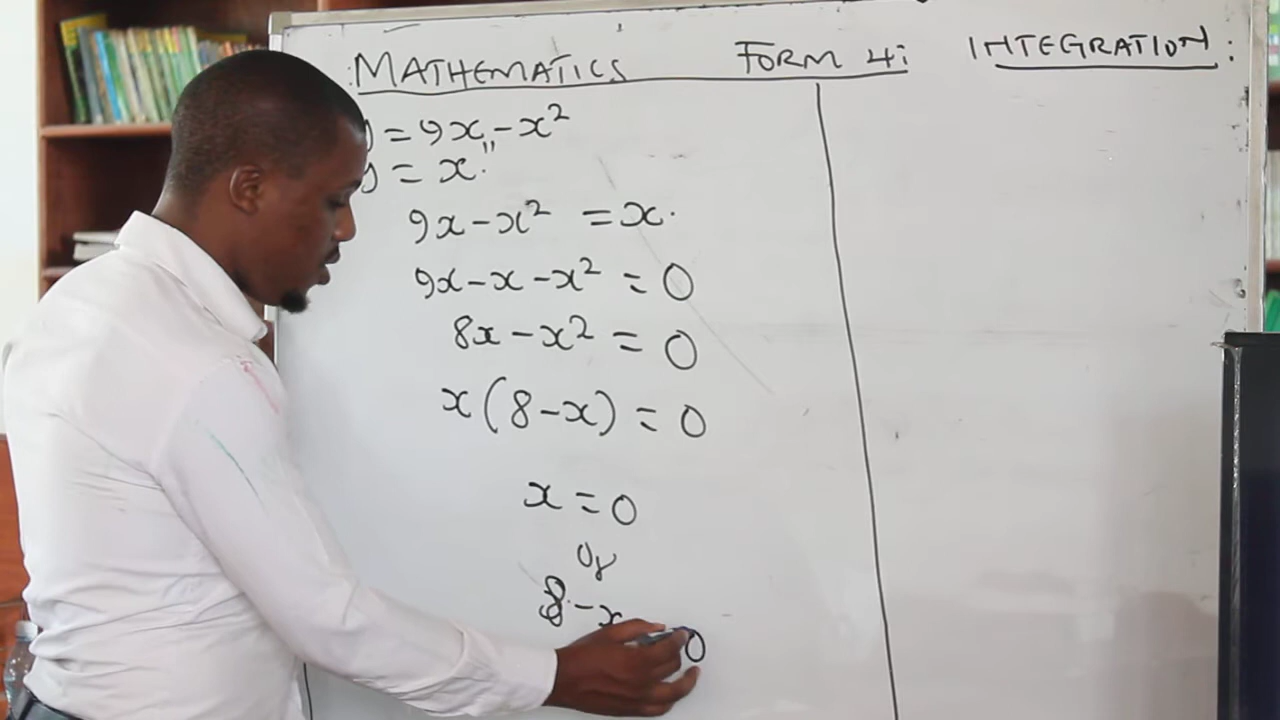 MATHEMATICS FORM 4: INTEGRATION:
y = 9x - x²
y = x.
9x - x² = x.
9x - x - x² = 0
8x - x² = 0
x(8 - x) = 0
x = 0
Or
8 - x 0